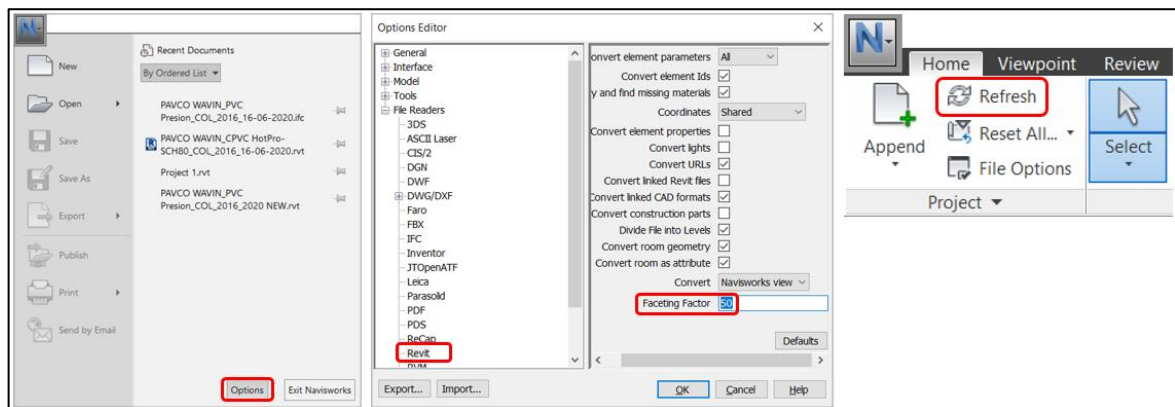 N
Recent Documents
New
By Ordered List
Open
PAVCO WAVIN_PVC
Presion_COL_2016_16-06-2020.ifc
Save
PAVCO WAVIN_CPVC HotPro-
SCH80_COL_2016_16-06-2020.rvt
Save As
Project 1.rvt
PAVCO WAVIN_PVC
Presion_COL_2016_2020 NEW.rvt
Export
Publish
Print
Send by Email
Options
Exit Navisworks
Options Editor
General
Interface
Model
Tools
File Readers
3DS
ASCII Laser
CIS/2
DGN
DWF
DWG/DXF
Faro
FBX
IFC
Inventor
JTOpenATF
Leica
Parasolid
PDF
PDS
ReCap
Revit
RVM
onvert element parameters All
Convert element Ids
y and find missing materials
Coordinates Shared
Convert element properties
Convert lights
Convert URLs
Convert linked Revit files
Convert linked CAD formats
Convert construction parts
Divide File into Levels
Convert room geometry
Convert room as attribute
Convert Navisworks view
Faceting Factor 50
Defaults
Export... Import... OK Cancel Help
N
Home Viewpoint Review
Refresh
Reset All...
Append
Select
File Options
Project